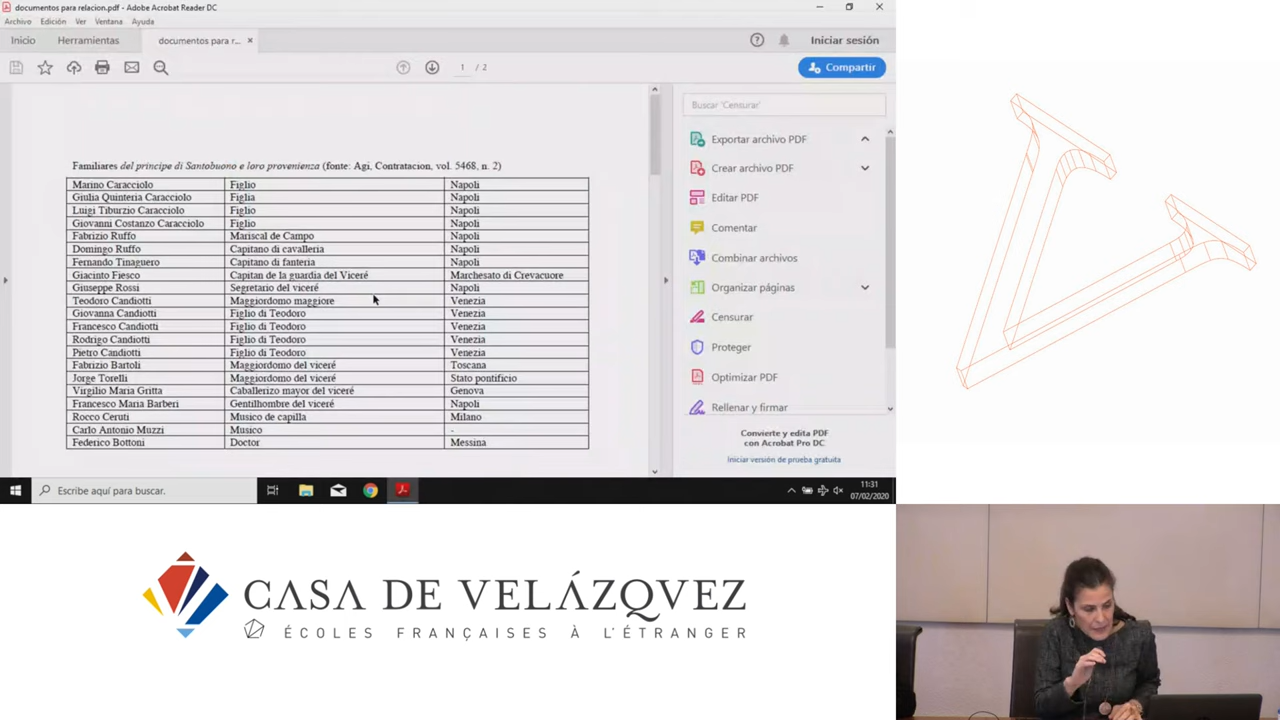 documentos para relacion.pdf - Adobe Acrobat Reader DC
Archivo Edición Ver Ventana Ayuda
Inicio Herramientas documentos para r... × Iniciar sesión
1 / 2 Compartir
Familiares del principe di Santobuono e loro provenienza (fonte: Agi, Contratacion, vol. 5468, n. 2)
Marino Caracciolo Figlio Napoli
Giulia Quinteria Caracciolo Figlia Napoli
Luigi Tiburzio Caracciolo Figlio Napoli
Giovanni Costanzo Caracciolo Figlio Napoli
Fabrizio Ruffo Mariscal de Campo Napoli
Domingo Ruffo Capitano di cavalleria Napoli
Fernando Tinaguero Capitano di fanteria Napoli
Giacinto Fiesco Capitan de la guardia del Viceré Marchesato di Crevacuore
Giuseppe Rossi Segretario del viceré Napoli
Teodoro Candiotti Maggiordomo maggiore Venezia
Giovanna Candiotti Figlio di Teodoro Venezia
Francesco Candiotti Figlio di Teodoro Venezia
Rodrigo Candiotti Figlio di Teodoro Venezia
Pietro Candiotti Figlio di Teodoro Venezia
Fabrizio Bartoli Maggiordomo del viceré Toscana
Jorge Torelli Maggiordomo del viceré Stato pontificio
Virgilio Maria Gritta Caballerizo mayor del viceré Genova
Francesco Maria Barberi Gentilhombre del viceré Napoli
Rocco Ceruti Musico de capilla Milano
Carlo Antonio Muzzi Musico -
Federico Bottoni Doctor Messina
Buscar 'Censurar'
Exportar archivo PDF
Crear archivo PDF
Editar PDF
Comentar
Combinar archivos
Organizar páginas
Censurar
Proteger
Optimizar PDF
Rellenar y firmar
Convierte y edita PDF
con Acrobat Pro DC
Iniciar versión de prueba gratuita
Escribe aquí para buscar.
11:31
07/02/2020
CASA DE VELÁZQVEZ
ÉCOLES FRANÇAISES À L'ÉTRANGER